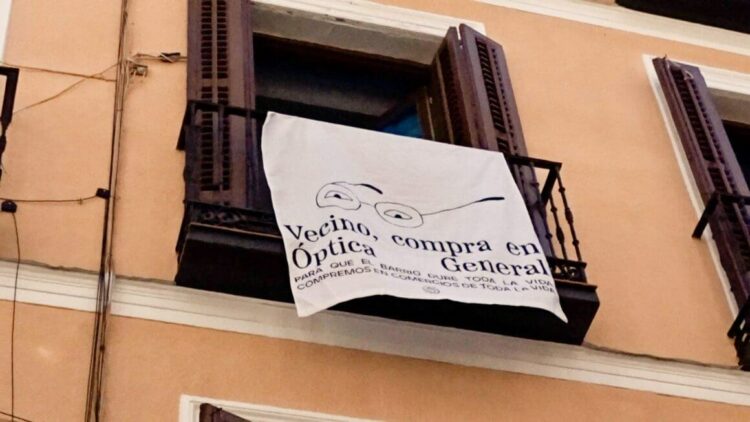 Vecino, compra en
Óptica General
PARA QUE EL BARRIO DURE TODA LA VIDA
COMPREMOS EN COMERCIOS DE TODA LA VIDA